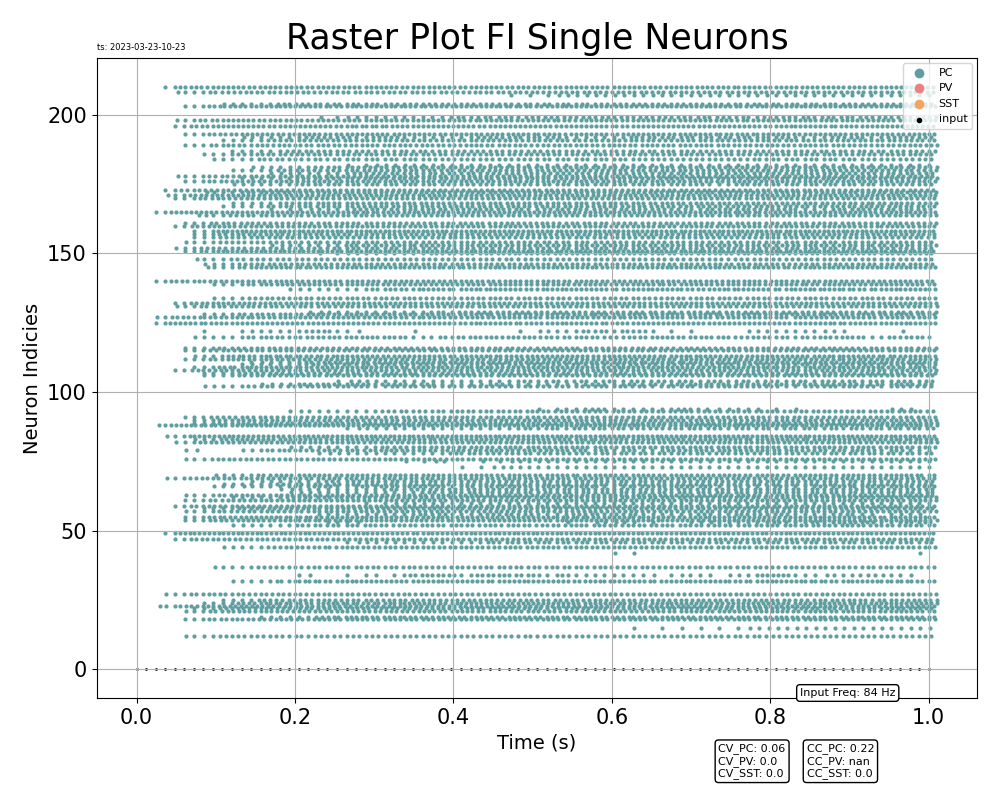 Raster Plot FI Single Neurons
ts: 2023-03-23-10-23
PC
PV
SST
input
200
150
100
50
0
Neuron Indicies
0.0 0.2 0.4 0.6 0.8 1.0
Time (s)
Input Freq: 84 Hz
CV_PC: 0.06
CV_PV: 0.0
CV_SST: 0.0
CC_PC: 0.22
CC_PV: nan
CC_SST: 0.0